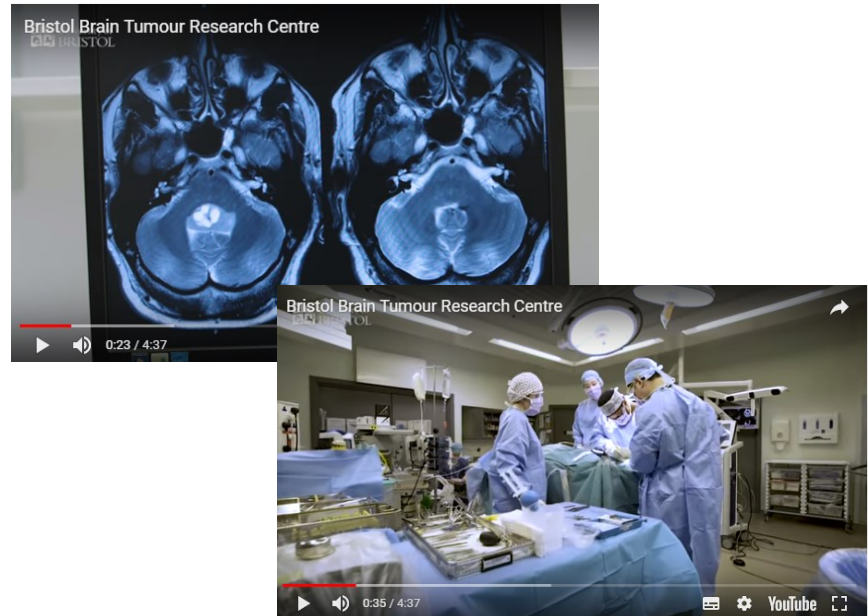 Bristol Brain Tumour Research Centre
BRISTOL
0:23 / 4:37
Bristol Brain Tumour Research Centre
BRISTOL
0:35 / 4:37
YouTube